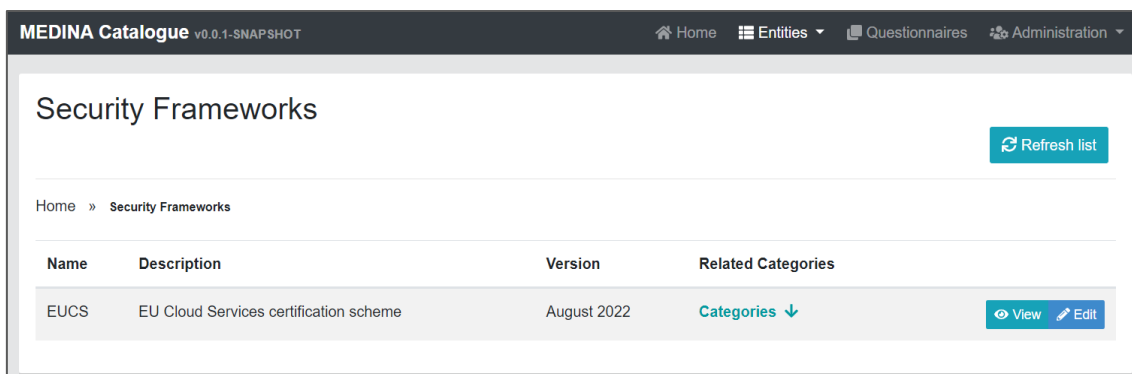 MEDINA Catalogue v0.0.1-SNAPSHOT Home Entities Questionnaires Administration
Security Frameworks
Refresh list
Home » Security Frameworks
Name Description Version Related Categories
EUCS EU Cloud Services certification scheme August 2022 Categories View Edit